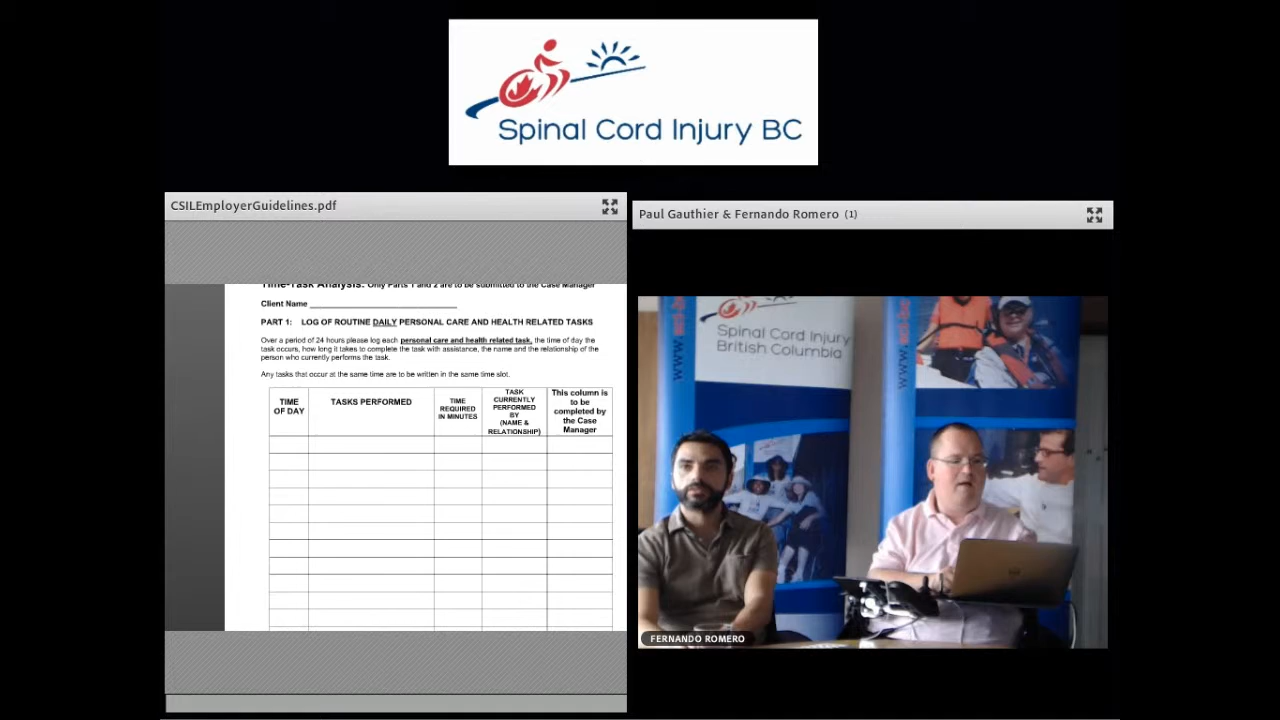 Spinal Cord Injury BC
CSILEmployerGuidelines.pdf
Time-Task Analysis: Only Parts 1 and 2 are to be submitted to the Case Manager
Client Name
PART 1: LOG OF ROUTINE DAILY PERSONAL CARE AND HEALTH RELATED TASKS
Over a period of 24 hours please log each personal care and health related task, the time of day the
task occurs, how long it takes to complete the task with assistance, the name and the relationship of the
person who currently performs the task.
Any tasks that occur at the same time are to be written in the same time slot.
TIME
OF DAY
TASKS PERFORMED
TIME
REQUIRED
IN MINUTES
TASK
CURRENTLY
PERFORMED
BY
(NAME &
RELATIONSHIP)
This column is
to be
completed by
the Case
Manager
Paul Gauthier & Fernando Romero (1)
www.sci-bc
Spinal Cord Injury
British Columbia
www.sci-bc
FERNANDO ROMERO